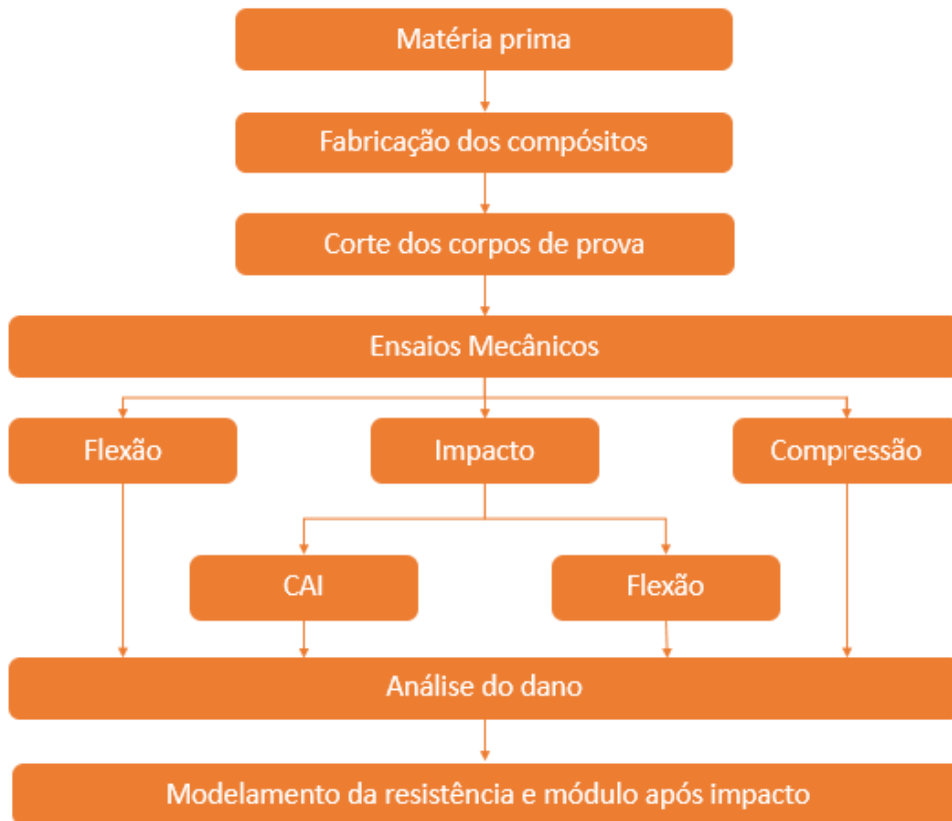 Matéria prima
Fabricação dos compósitos
Corte dos corpos de prova
Ensaios Mecânicos
Flexão
Impacto
Compressão
CAI
Flexão
Análise do dano
Modelamento da resistência e módulo após impacto